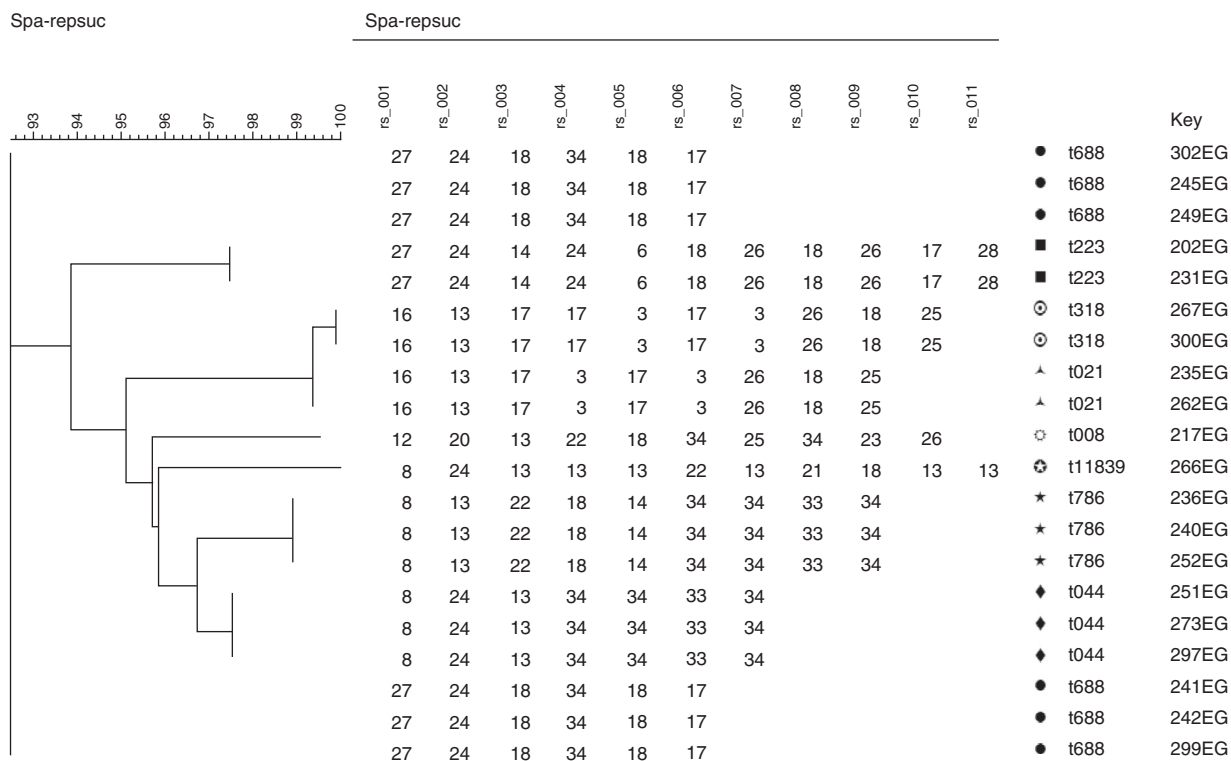 Spa-repsuc Spa-repsuc
93 94 95 96 97 98 99 100 rs_001 rs_002 rs_003 rs_004 rs_005 rs_006 rs_007 rs_008 rs_009 rs_010 rs_011 Key
27 24 18 34 18 17 t688 302EG
27 24 18 34 18 17 t688 245EG
27 24 18 34 18 17 t688 249EG
27 24 14 24 6 18 26 18 26 17 28 t223 202EG
27 24 14 24 6 18 26 18 26 17 28 t223 231EG
16 13 17 17 3 17 3 26 18 25 t318 267EG
16 13 17 17 3 17 3 26 18 25 t318 300EG
16 13 17 3 17 3 26 18 25 t021 235EG
16 13 17 3 17 3 26 18 25 t021 262EG
12 20 13 22 18 34 25 34 23 26 t008 217EG
8 24 13 13 13 22 13 21 18 13 13 t11839 266EG
8 13 22 18 14 34 34 33 34 t786 236EG
8 13 22 18 14 34 34 33 34 t786 240EG
8 13 22 18 14 34 34 33 34 t786 252EG
8 24 13 34 34 33 34 t044 251EG
8 24 13 34 34 33 34 t044 273EG
8 24 13 34 34 33 34 t044 297EG
27 24 18 34 18 17 t688 241EG
27 24 18 34 18 17 t688 242EG
27 24 18 34 18 17 t688 299EG